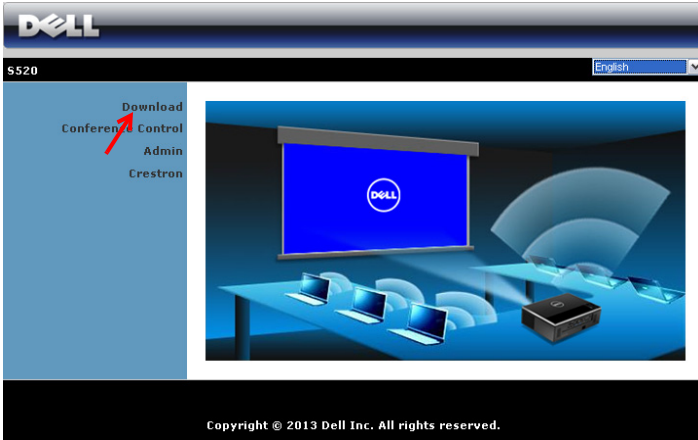 DELL
S520
English
Download
Conference Control
Admin
Crestron
DELL
Copyright © 2013 Dell Inc. All rights reserved.